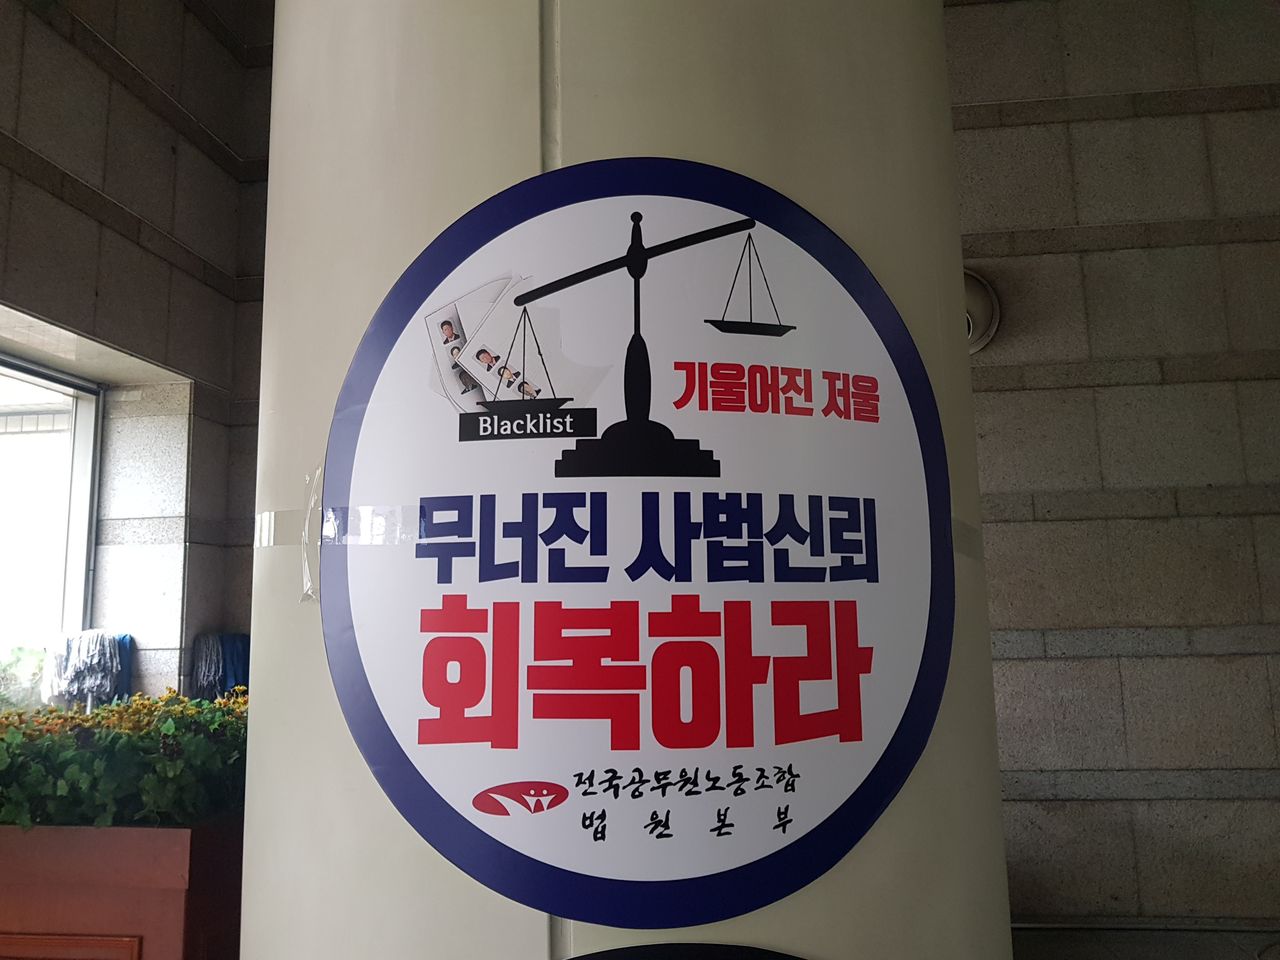 기울어진 저울
Blacklist
무너진 사법신뢰
회복하라
전국공무원노동조합
법원본부